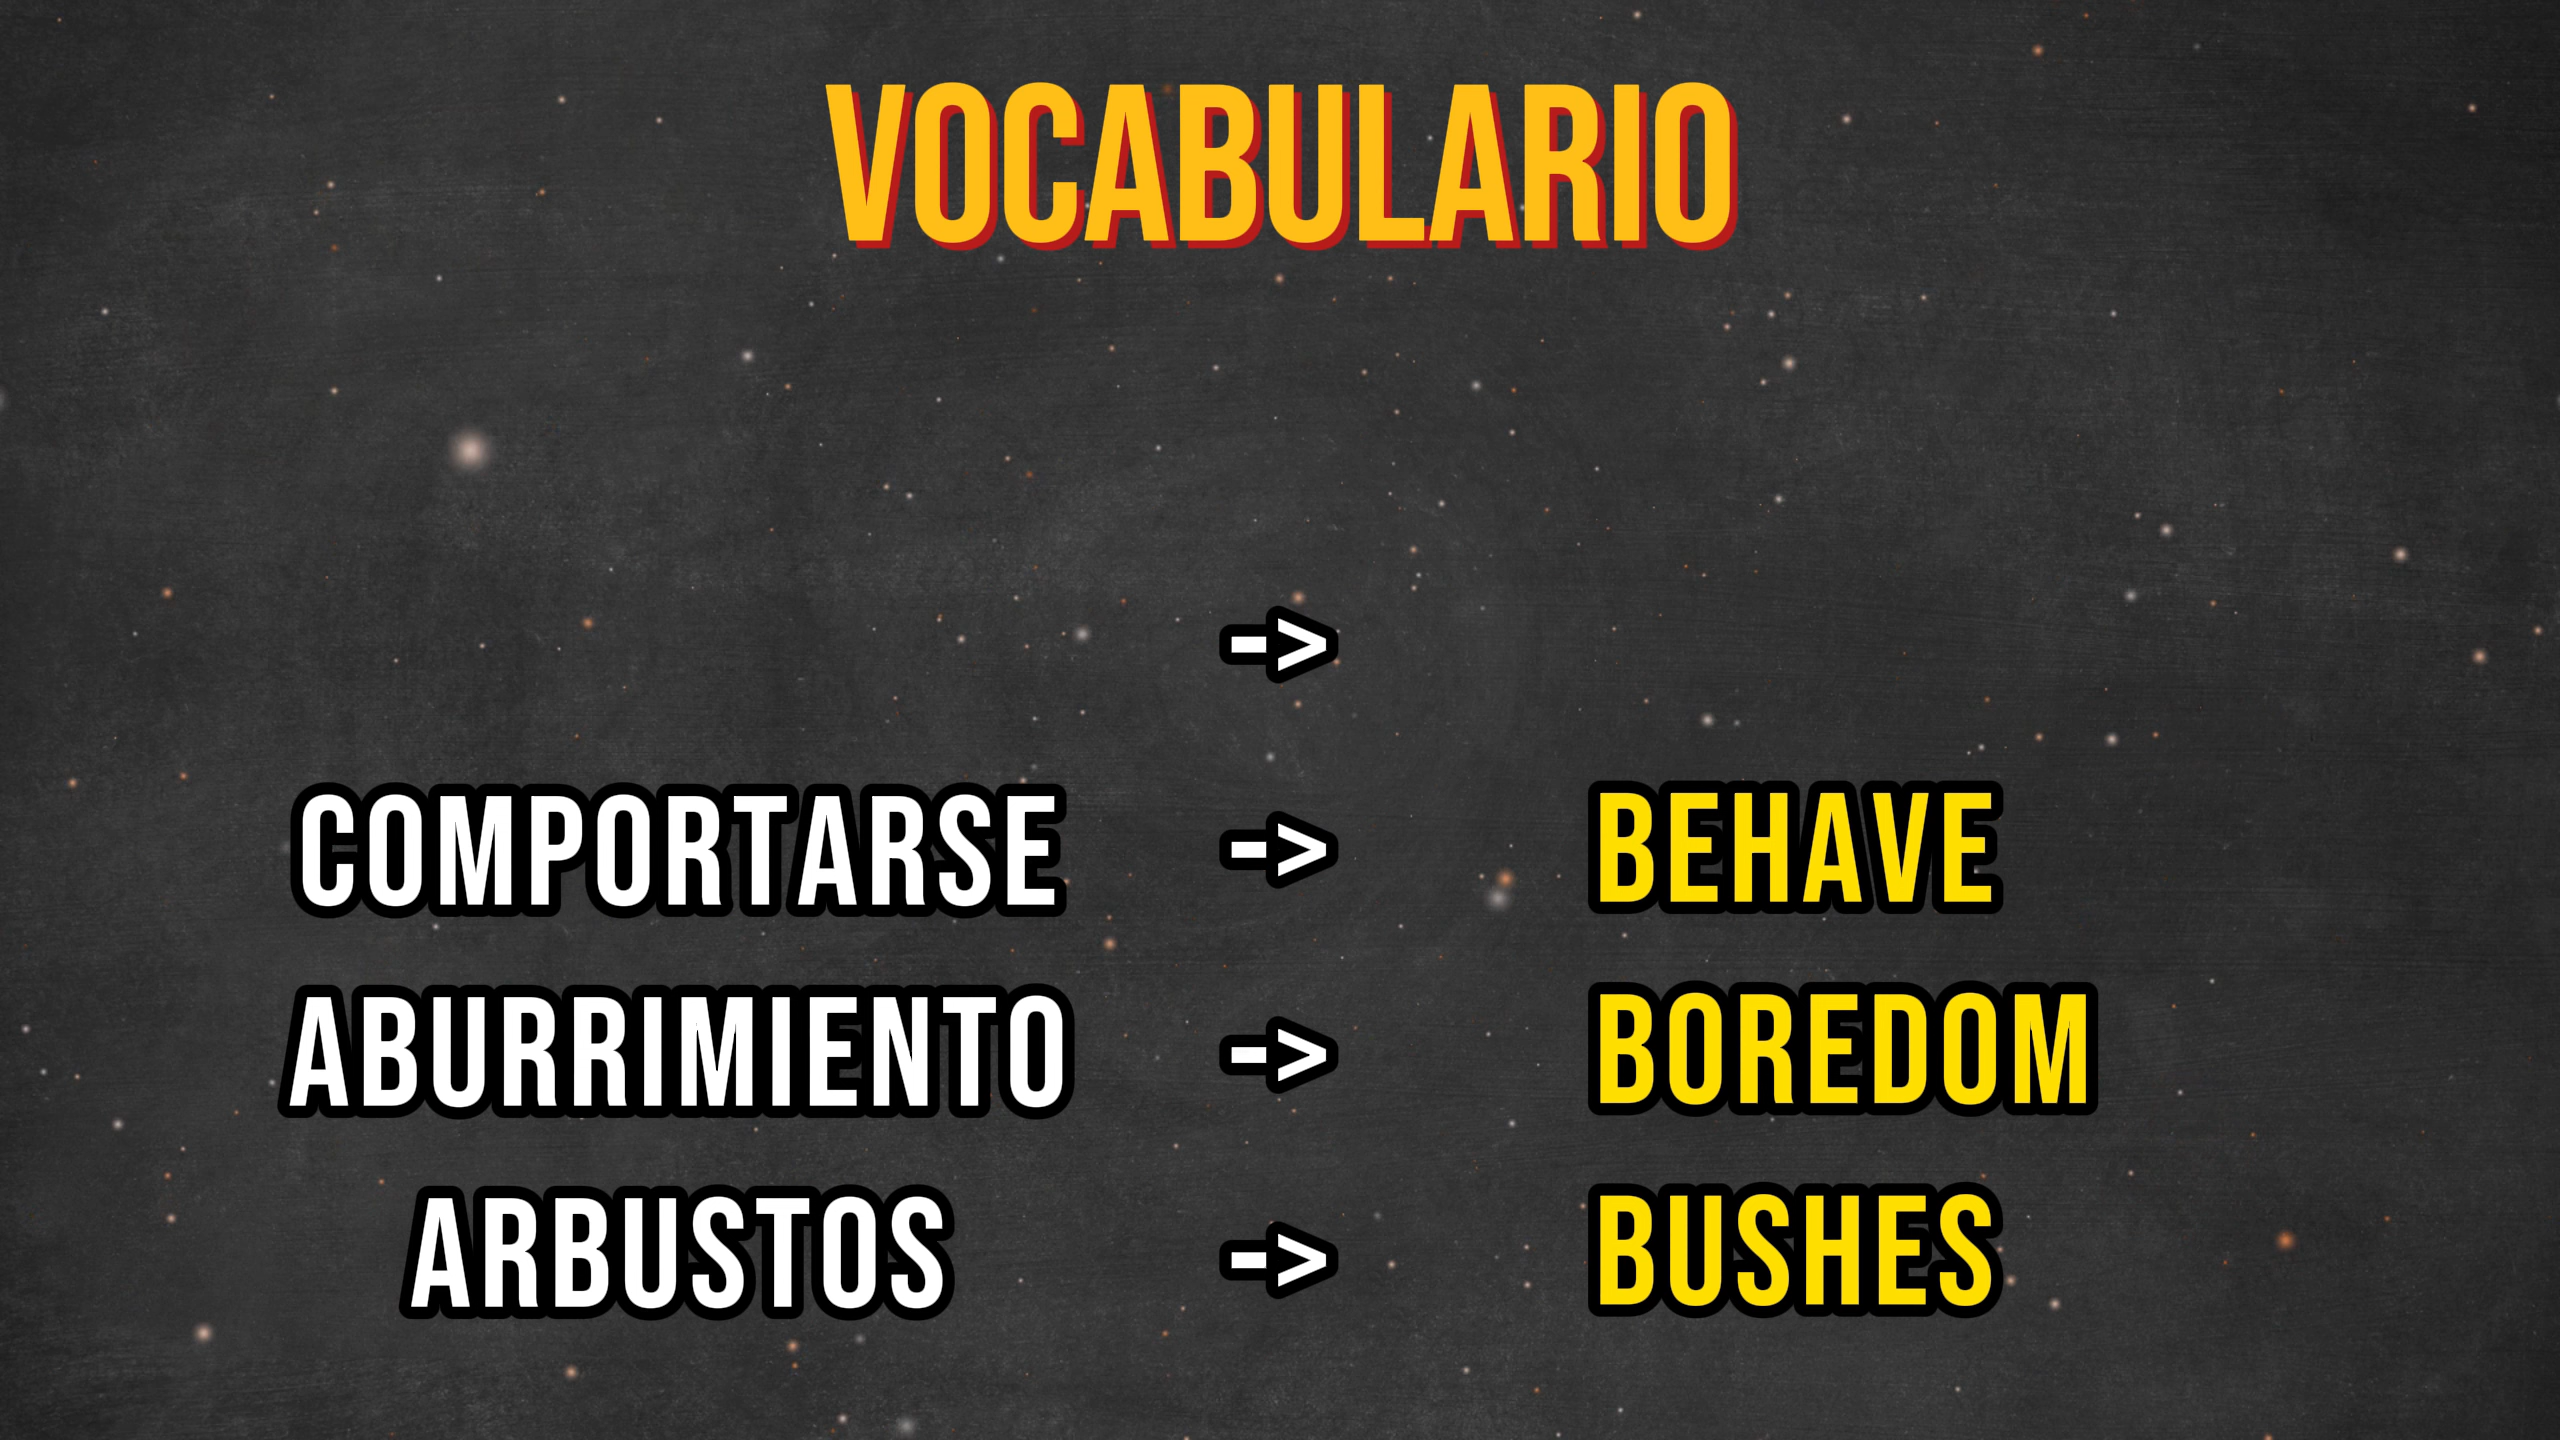 VOCABULARIO
->
COMPORTARSE -> BEHAVE
ABURRIMIENTO -> BOREDOM
ARBUSTOS -> BUSHES